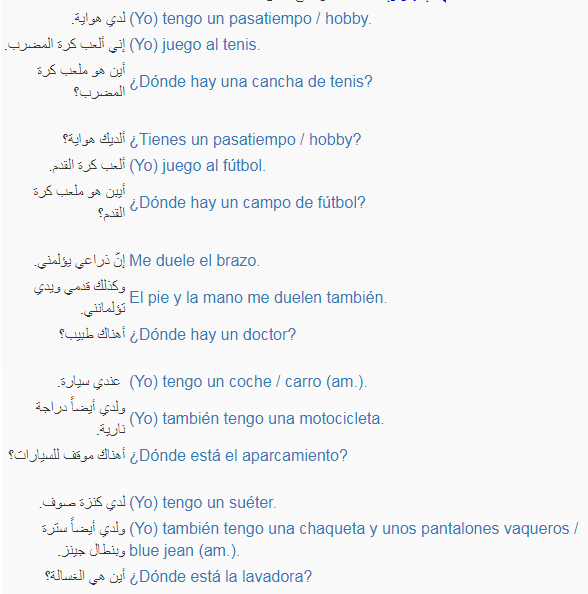 لدي هواية. (Yo) tengo un pasatiempo / hobby.
إني ألعب كرة المضرب. (Yo) juego al tenis.
أين هو ملعب كرة
المضرب؟ ¿Dónde hay una cancha de tenis?
ألديك هواية؟ ¿Tienes un pasatiempo / hobby?
ألعب كرة القدم. (Yo) juego al fútbol.
أيين هو ملعب كرة
القدم؟ ¿Dónde hay un campo de fútbol?
إنّ ذراعي يؤلمني. Me duele el brazo.
وكذلك قدمي ويدي
تؤلمانني. El pie y la mano me duelen también.
أهناك طبيب؟ ¿Dónde hay un doctor?
عندي سيارة. (Yo) tengo un coche / carro (am.).
ولدي أيضاً دراجة
نارية. (Yo) también tengo una motocicleta.
أهناك موقف للسيارات؟ ¿Dónde está el aparcamiento?
لدي كنزة صوف. (Yo) tengo un suéter.
ولدي أيضاً سترة (Yo) también tengo una chaqueta y unos pantalones vaqueros /
وبنطال جينز. blue jean (am.).
أين هي الغسالة؟ ¿Dónde está la lavadora?